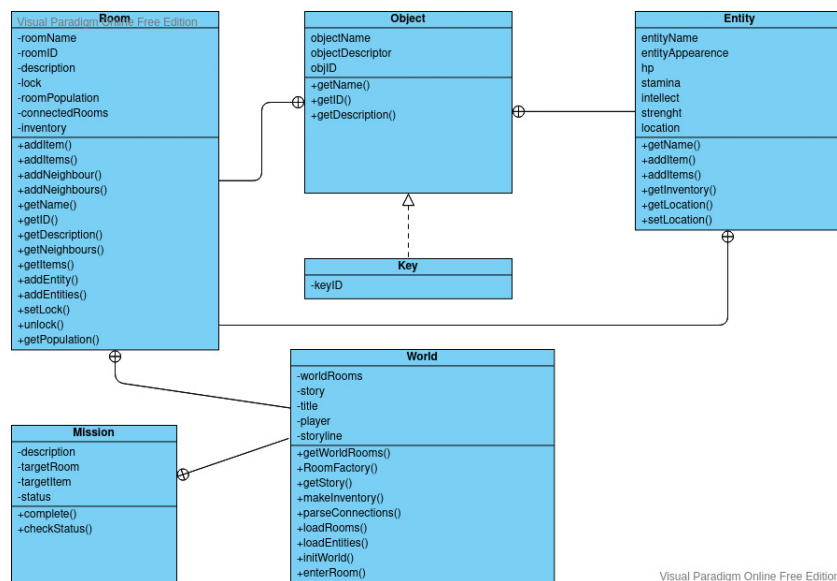 Visual Paradigm Online Free Edition
Room
-roomName
-roomID
-description
-lock
-roomPopulation
-connectedRooms
-inventory
+addItem()
+addItems()
+addNeighbour()
+addNeighbours()
+getName()
+getID()
+getDescription()
+getNeighbours()
+getItems()
+addEntity()
+addEntities()
+setLock()
+unlock()
+getPopulation()
Object
objectName
objectDescriptor
objID
+getName()
+getID()
+getDescription()
Entity
entityName
entityAppearence
hp
stamina
intellect
strenght
location
+getName()
+addItem()
+addItems()
+getInventory()
+getLocation()
+setLocation()
Key
-keyID
World
-worldRooms
-story
-title
-player
-storyline
+getWorldRooms()
+RoomFactory()
+getStory()
+makeInventory()
+parseConnections()
+loadRooms()
+loadEntities()
+initWorld()
+enterRoom()
Mission
-description
-targetRoom
-targetItem
-status
+complete()
+checkStatus()
Visual Paradigm Online Free Edition